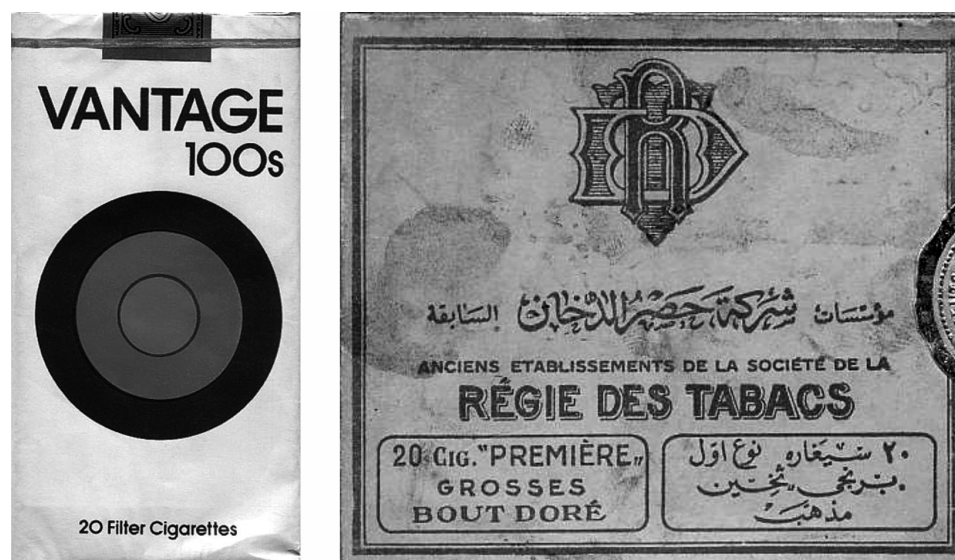 VANTAGE
100s
20 Filter Cigarettes
مؤسسات شركة حصر الدخان السابقة
ANCIENS ETABLISSEMENTS DE LA SOCIÉTÉ DE LA
RÉGIE DES TABACS
20 CIG. "PREMIÈRE"
GROSSES
BOUT DORÉ
٢٠ سيغاره نوع اول
برنجي تخين
مذهب